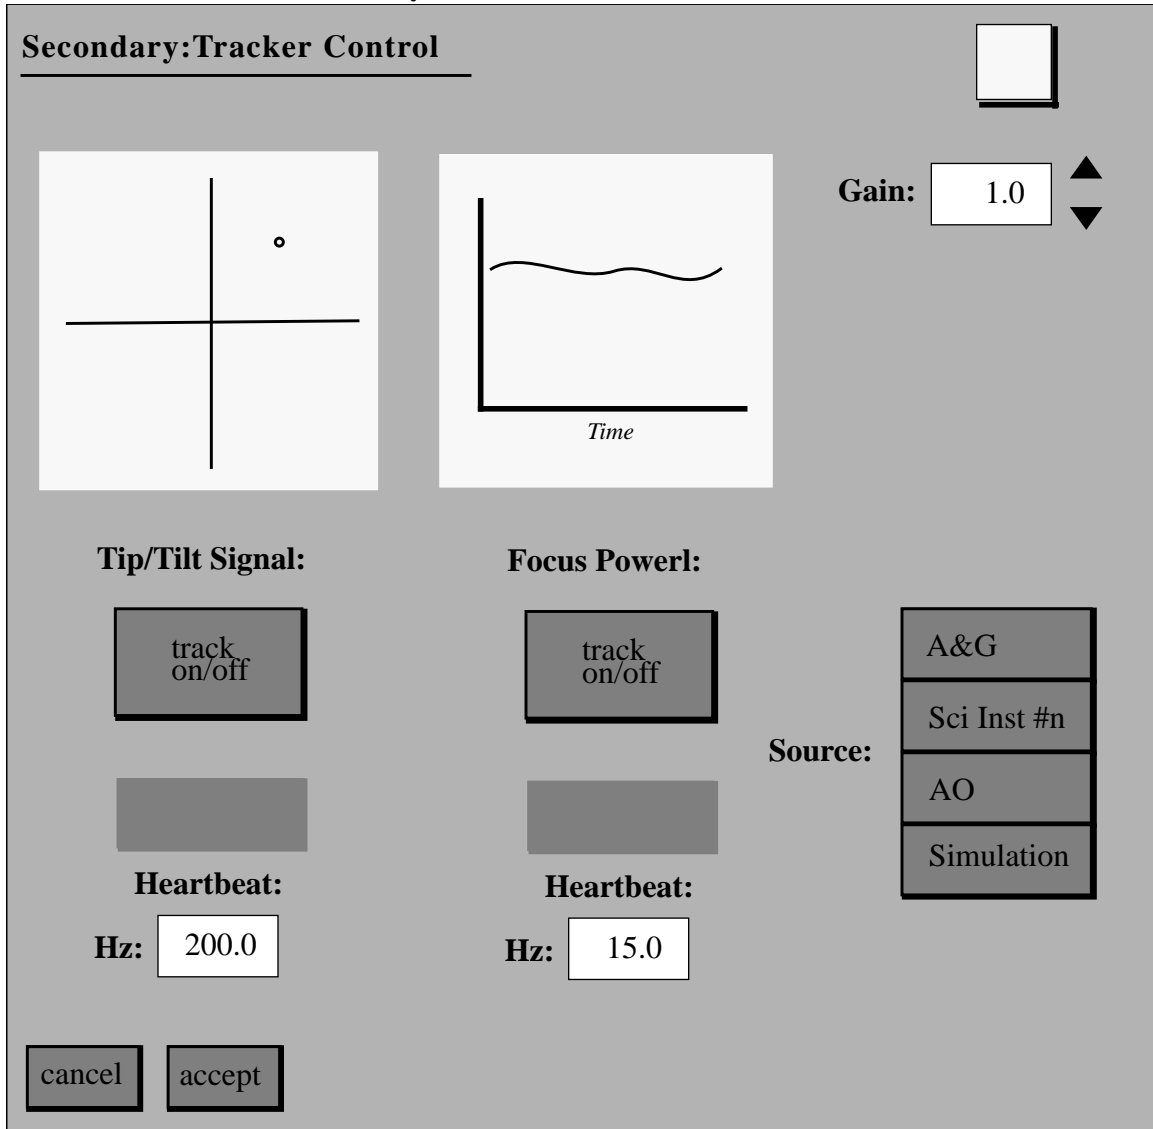 Secondary:Tracker Control
Gain: 1.0
Time
Tip/Tilt Signal:
Focus Powerl:
track
on/off
track
on/off
Source:
A&G
Sci Inst #n
AO
Simulation
Heartbeat:
Heartbeat:
Hz: 200.0
Hz: 15.0
cancel
accept